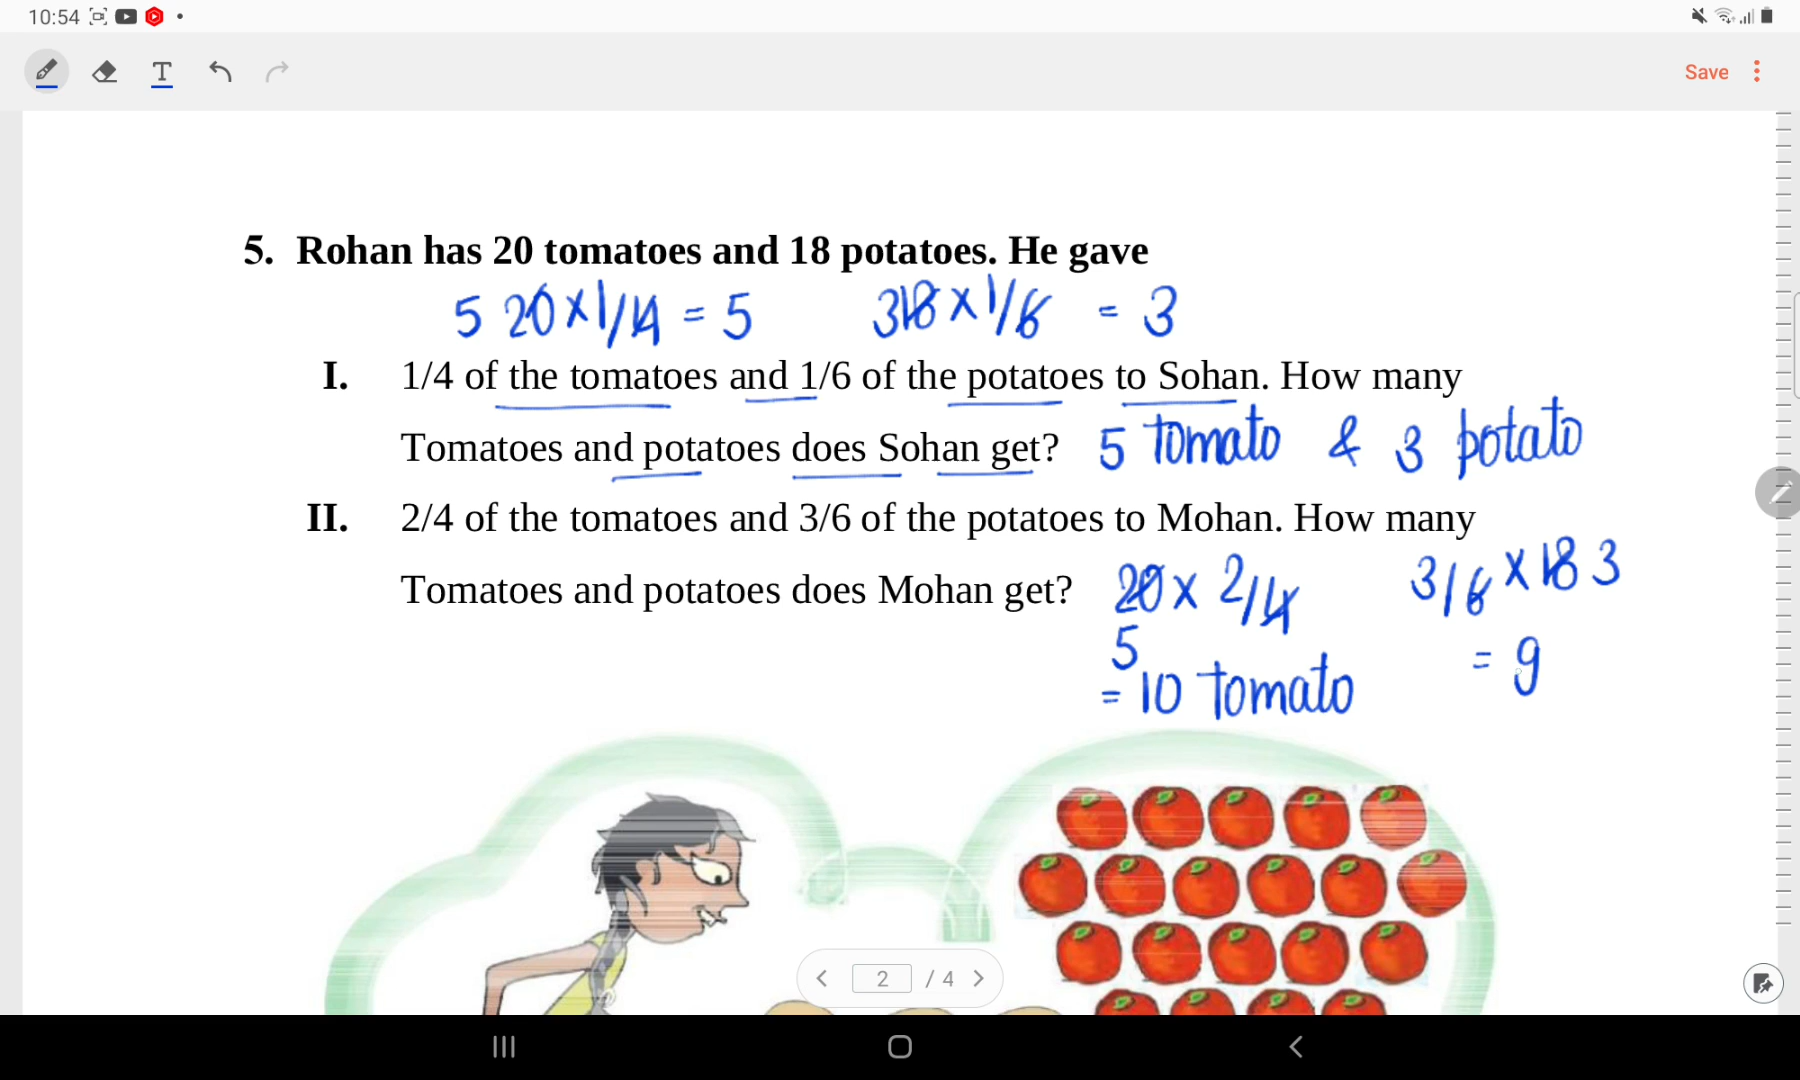 10:54
Save
5. Rohan has 20 tomatoes and 18 potatoes. He gave
5 20 x 1/4 = 5 3 18 x 1/6 = 3
I. 1/4 of the tomatoes and 1/6 of the potatoes to Sohan. How many
Tomatoes and potatoes does Sohan get? 5 tomato & 3 potato
II. 2/4 of the tomatoes and 3/6 of the potatoes to Mohan. How many
Tomatoes and potatoes does Mohan get? 20 x 2/4 3/6 x 18 3
5
= 10 tomato = 9
2 / 4